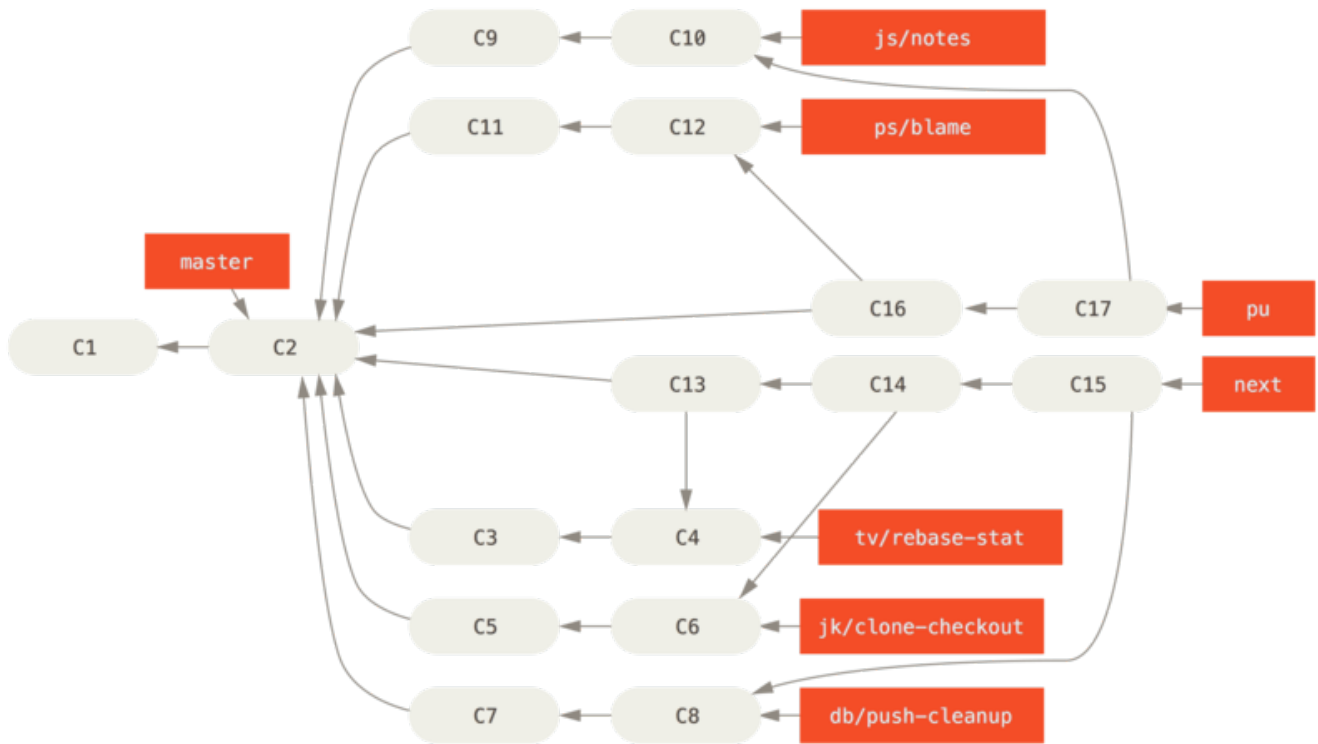 C9
C10
js/notes
C11
C12
ps/blame
master
C16
C17
pu
C1
C2
C13
C14
C15
next
C3
C4
tv/rebase-stat
C5
C6
jk/clone-checkout
C7
C8
db/push-cleanup